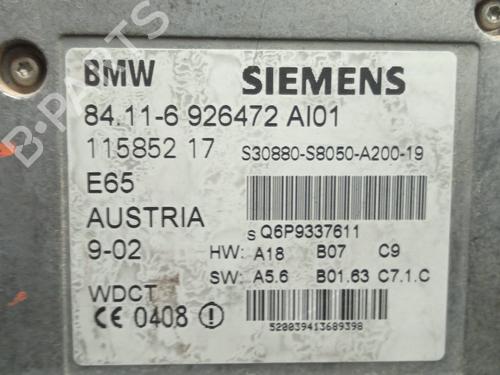 BMW SIEMENS
84.11-6 926472 AI01
115852 17 S30880-S8050-A200-19
E65
AUSTRIA S Q6P9337611
9-02 HW: A18 B07 C9
SW: A5.6 B01.63 C7.1.C
WDCT
CE 0408 !
520039413689398
B-PARTS